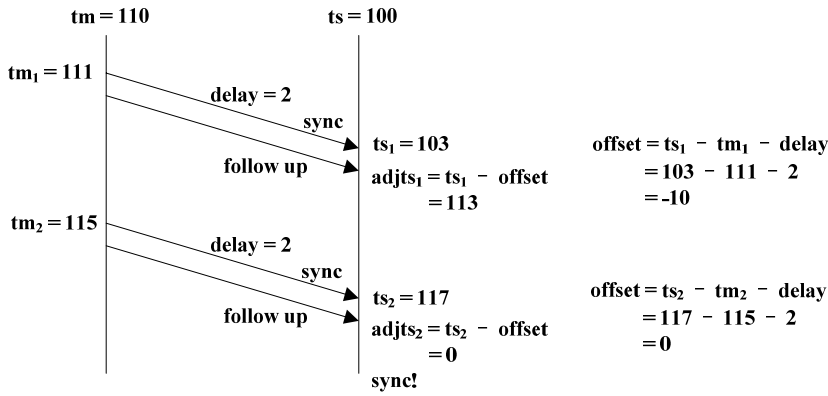 tm = 110
ts = 100
tm₁ = 111
delay = 2
sync
ts₁ = 103
offset = ts₁ − tm₁ − delay
follow up
adjts₁ = ts₁ − offset
= 103 − 111 − 2
= 113
= -10
tm₂ = 115
delay = 2
sync
ts₂ = 117
offset = ts₂ − tm₂ − delay
follow up
adjts₂ = ts₂ − offset
= 117 − 115 − 2
= 0
= 0
sync!